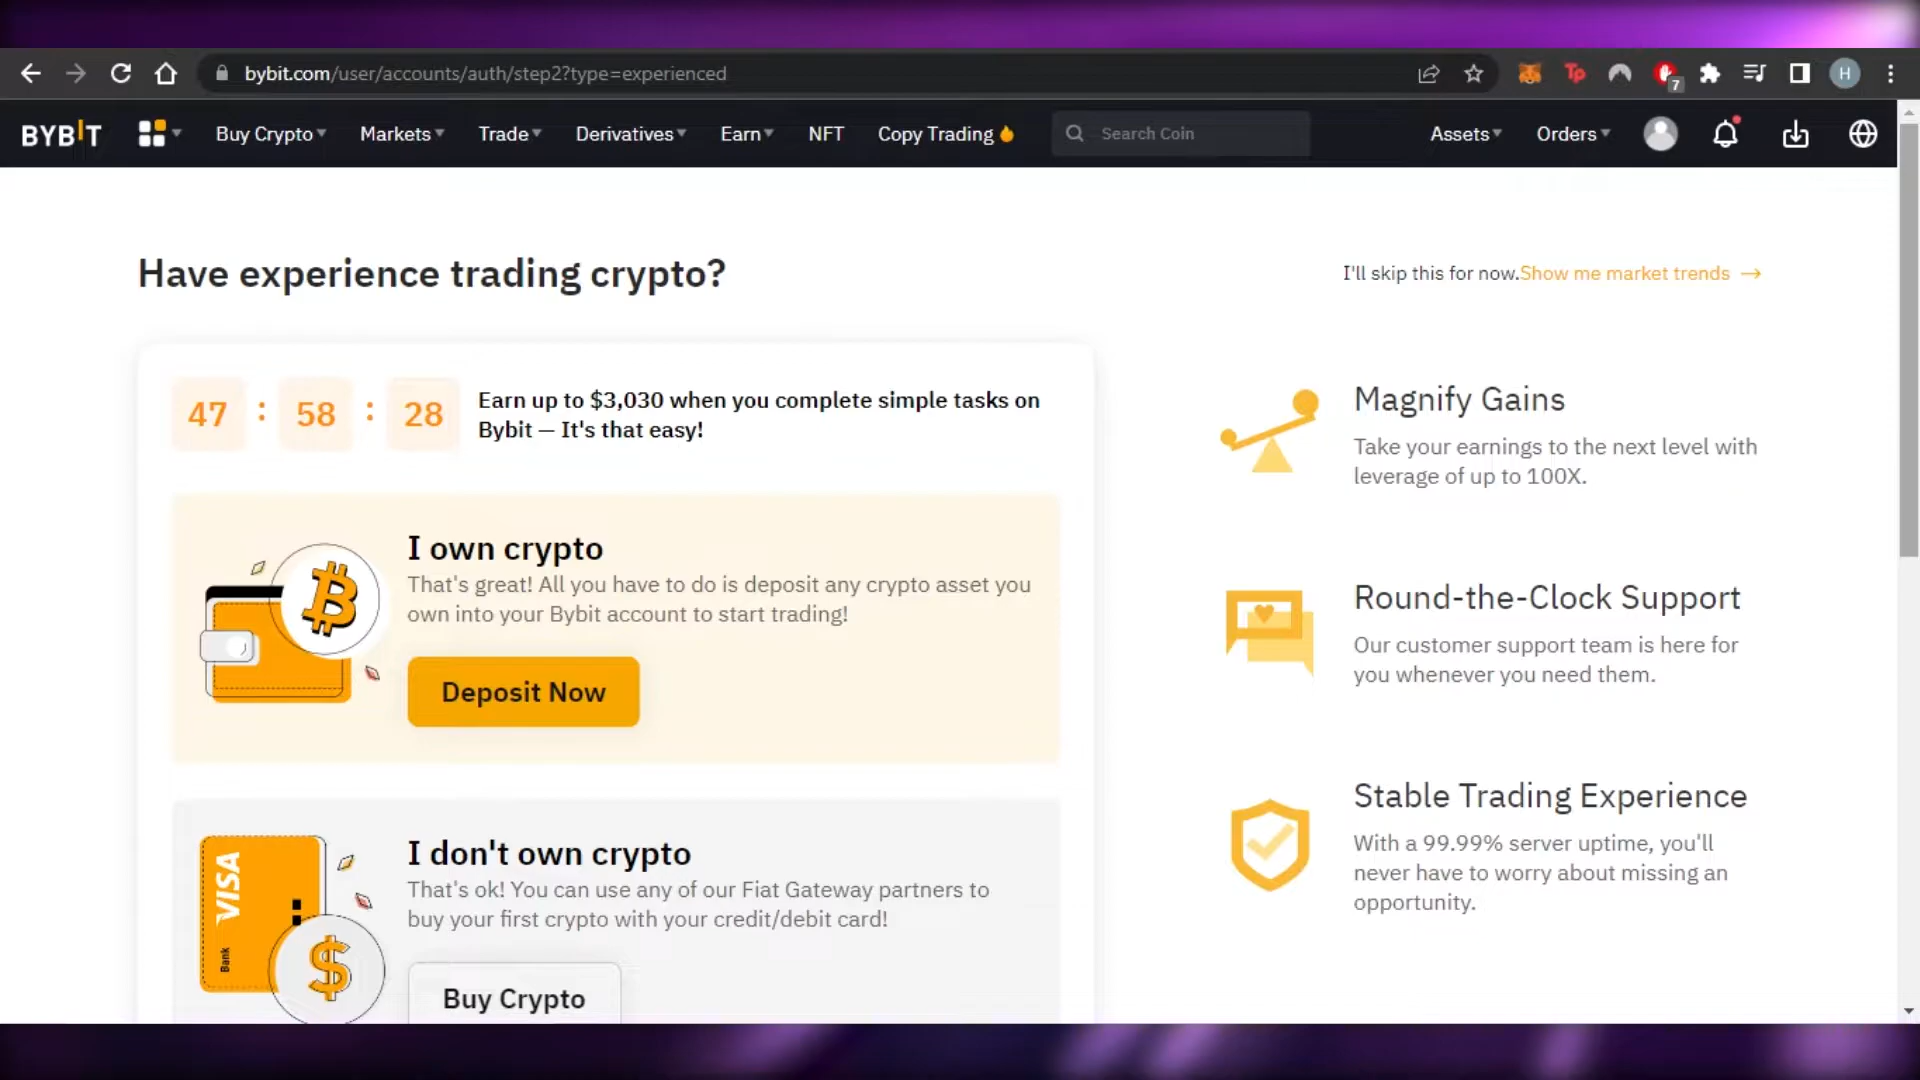 bybit.com/user/accounts/auth/step2?type=experienced
7
H
BYBIT
Buy Crypto
Markets
Trade
Derivatives
Earn
NFT
Copy Trading
Search Coin
Assets
Orders
Have experience trading crypto?
I'll skip this for now.Show me market trends →
47 : 58 : 28
Earn up to $3,030 when you complete simple tasks on
Bybit — It's that easy!
I own crypto
That's great! All you have to do is deposit any crypto asset you
own into your Bybit account to start trading!
Deposit Now
VISA
Bank
I don't own crypto
That's ok! You can use any of our Fiat Gateway partners to
buy your first crypto with your credit/debit card!
Buy Crypto
Magnify Gains
Take your earnings to the next level with
leverage of up to 100X.
Round-the-Clock Support
Our customer support team is here for
you whenever you need them.
Stable Trading Experience
With a 99.99% server uptime, you'll
never have to worry about missing an
opportunity.